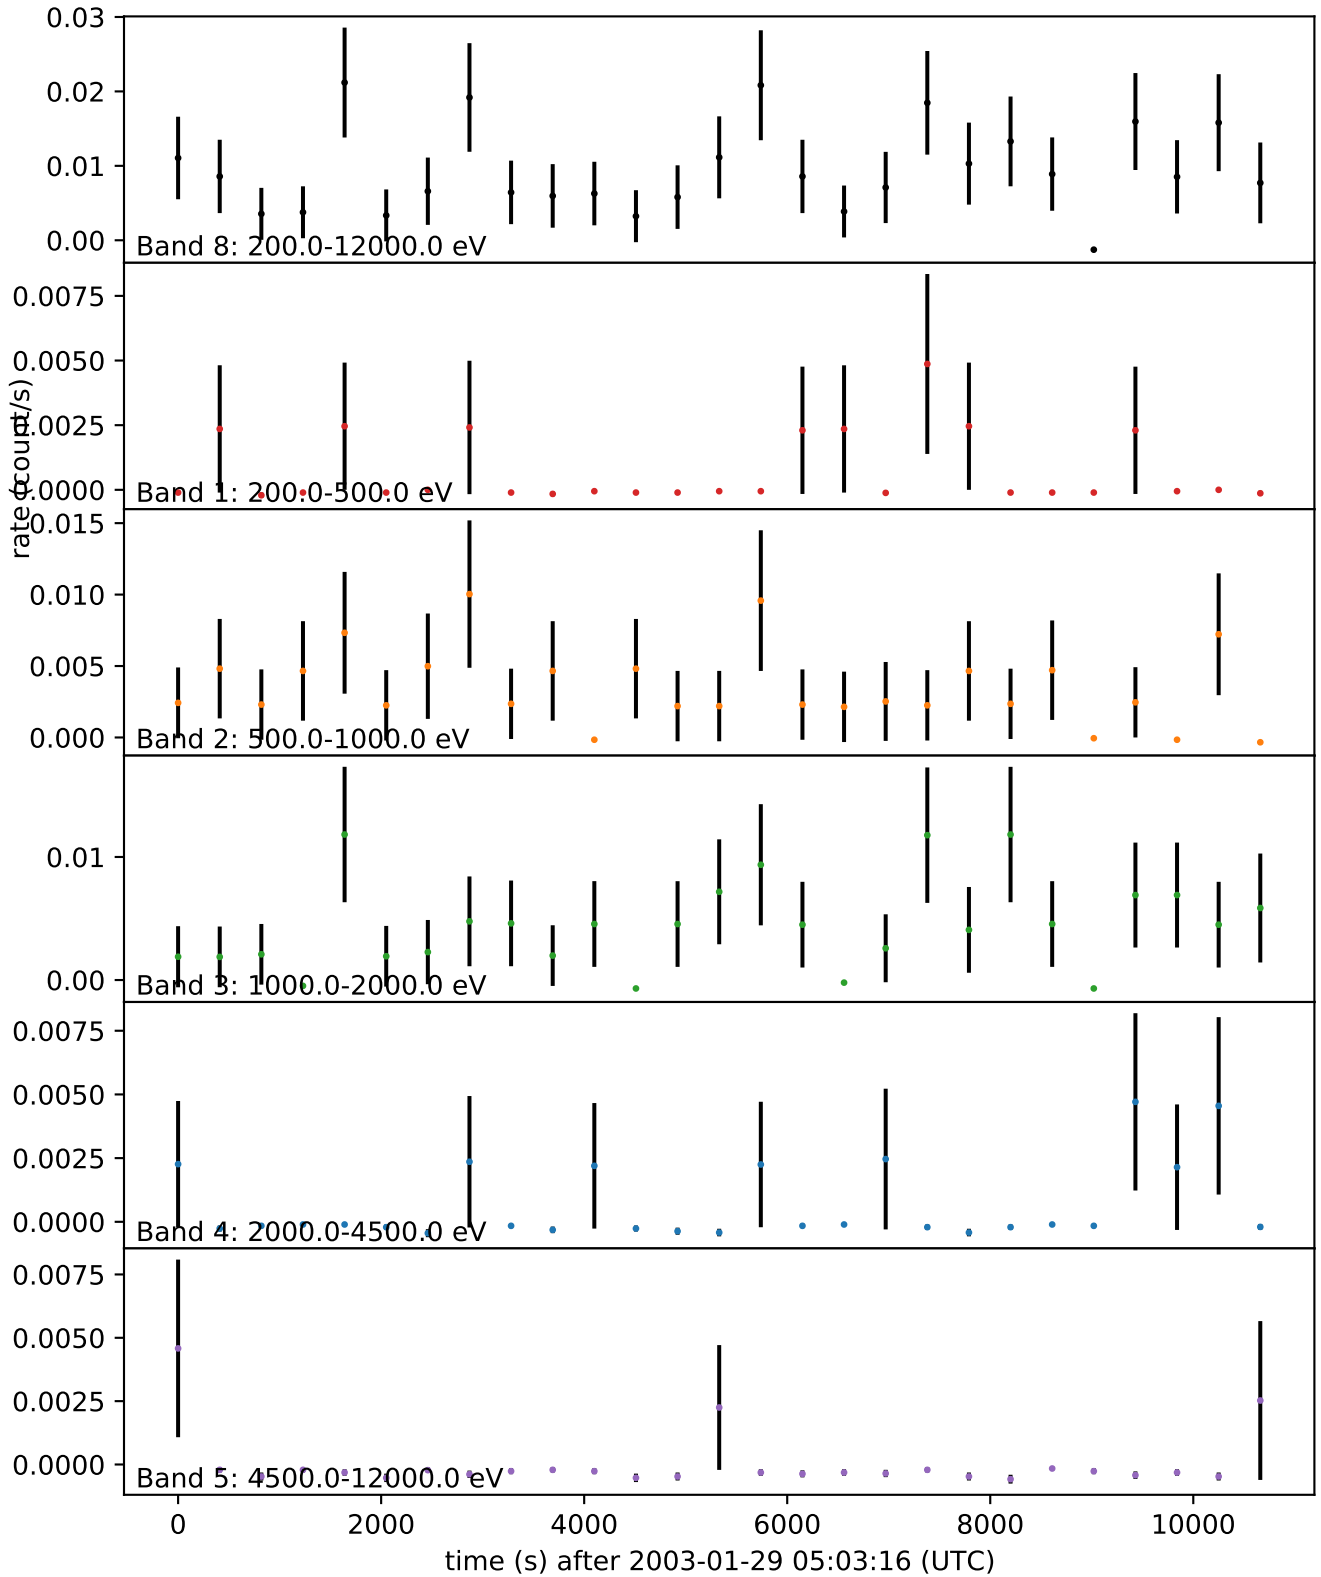 0.03
0.02
0.01
0.00
Band 8: 200.0-12000.0 eV
0.0075
0.0050
0.0025
0.0000
Band 1: 200.0-500.0 eV
rate (count/s)
0.015
0.010
0.005
0.000
Band 2: 500.0-1000.0 eV
0.01
0.00
Band 3: 1000.0-2000.0 eV
0.0075
0.0050
0.0025
0.0000
Band 4: 2000.0-4500.0 eV
0.0075
0.0050
0.0025
0.0000
Band 5: 4500.0-12000.0 eV
0 2000 4000 6000 8000 10000
time (s) after 2003-01-29 05:03:16 (UTC)